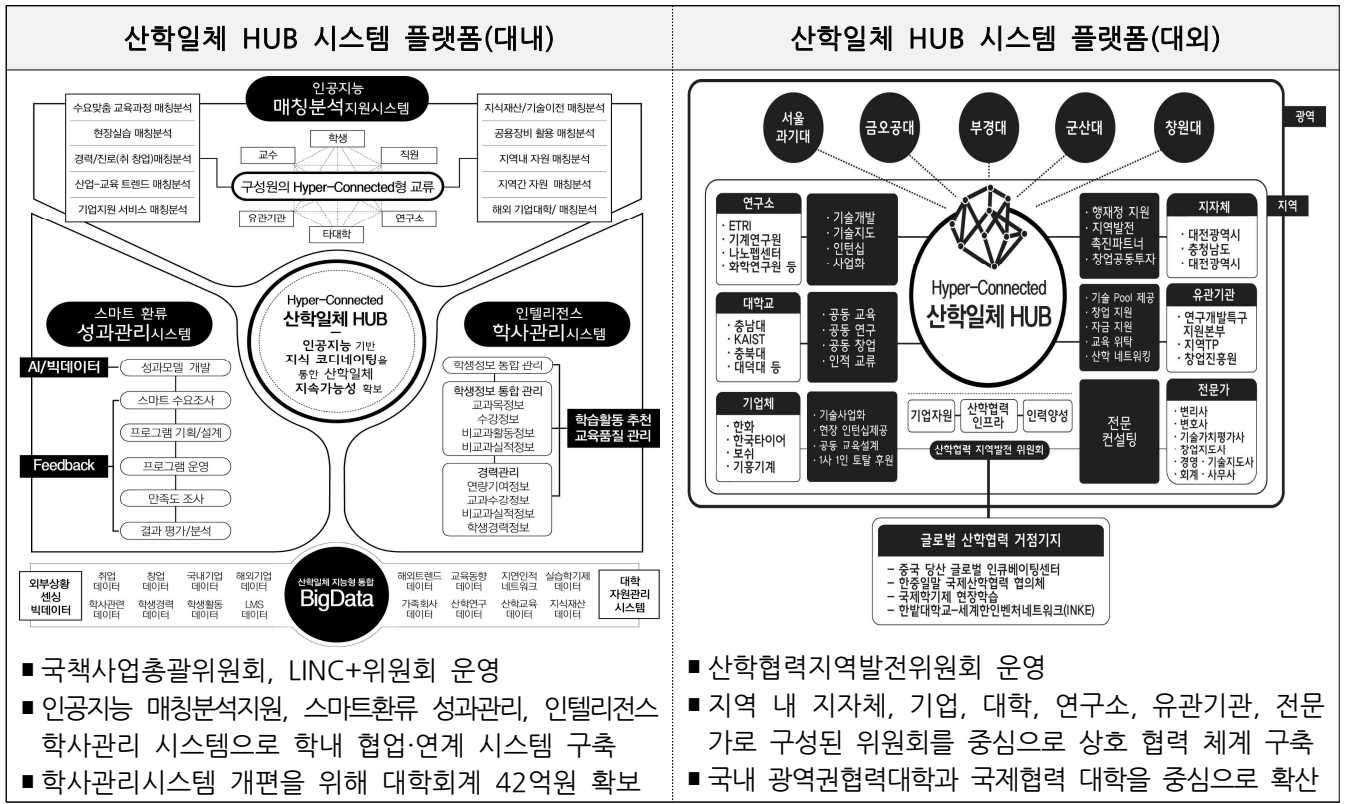 산학일체 HUB 시스템 플랫폼(대내)
인공지능
매칭분석지원시스템
수요맞춤 교육과정 매칭분석
현장실습 매칭분석
경력/진로(취 창업)매칭분석
산업-교육 트렌드 매칭분석
기업지원 서비스 매칭분석
지식재산/기술이전 매칭분석
공용장비 활용 매칭분석
지역내 자원 매칭분석
지역간 자원 매칭분석
해외 기업대학/ 매칭분석
학생
교수
직원
구성원의 Hyper-Connected형 교류
유관기관
연구소
타대학
Hyper-Connected
산학일체 HUB
–
인공지능 기반
지식 코디네이팅을
통한 산학일체
지속가능성 확보
스마트 환류
성과관리시스템
AI/빅데이터
성과모델 개발
스마트 수요조사
프로그램 기획/설계
Feedback
프로그램 운영
만족도 조사
결과 평가/분석
인텔리전스
학사관리시스템
학생정보 통합 관리
학생정보 통합 관리
교과목정보
수강정보
비교과활동정보
비교과실적정보
경력관리
연량기여정보
교과수강정보
비교과실적정보
학생경력정보
학습활동 추천
교육품질 관리
외부상황
센싱
빅데이터
취업
데이터
창업
데이터
국내기업
데이터
해외기업
데이터
학사관련
데이터
학생경력
데이터
학생활동
데이터
LMS
데이터
산학일체 지능형 통합
BigData
해외트렌드
데이터
교육동향
데이터
지연인적
네트워크
실습학기제
데이터
가족회사
데이터
산학연구
데이터
산학교육
데이터
지식재산
데이터
대학
자원관리
시스템
■ 국책사업총괄위원회, LINC+위원회 운영
■ 인공지능 매칭분석지원, 스마트환류 성과관리, 인텔리전스
학사관리 시스템으로 학내 협업·연계 시스템 구축
■ 학사관리시스템 개편을 위해 대학회계 42억원 확보
산학일체 HUB 시스템 플랫폼(대외)
서울
과기대
금오공대
부경대
군산대
창원대
광역
지역
연구소
· ETRI
· 기계연구원
· 나노펩센터
· 화학연구원 등
· 기술개발
· 기술지도
· 인턴십
· 사업화
대학교
· 충남대
· KAIST
· 충북대
· 대덕대 등
· 공동 교육
· 공동 연구
· 공동 창업
· 인적 교류
기업체
· 한화
· 한국타이어
· 보쉬
· 기흥기계
· 기술사업화
· 현장 인턴십제공
· 공동 교육설계
· 1사 1인 토탈 후원
Hyper-Connected
산학일체 HUB
기업자원
산학협력
인프라
인력양성
산학협력 지역발전 위원회
· 행재정 지원
· 지역발전
촉진파트너
· 창업공동투자
지자체
· 대전광역시
· 충청남도
· 대전광역시
· 기술 Pool 제공
· 창업 지원
· 자금 지원
· 교육 위탁
· 산학 네트워킹
유관기관
· 연구개발특구
지원본부
· 지역TP
· 창업진흥원
전문
컨설팅
전문가
· 변리사
· 변호사
· 기술가치평가사
· 창업지도사
· 경영 · 기술지도사
· 회계 · 사무사
글로벌 산학협력 거점기지
– 중국 당산 글로벌 인큐베이팅센터
– 한중일말 국제산학협력 협의체
– 국제학기제 현장학습
– 한밭대학교–세계한인벤처네트워크(INKE)
■ 산학협력지역발전위원회 운영
■ 지역 내 지자체, 기업, 대학, 연구소, 유관기관, 전문
가로 구성된 위원회를 중심으로 상호 협력 체계 구축
■ 국내 광역권협력대학과 국제협력 대학을 중심으로 확산